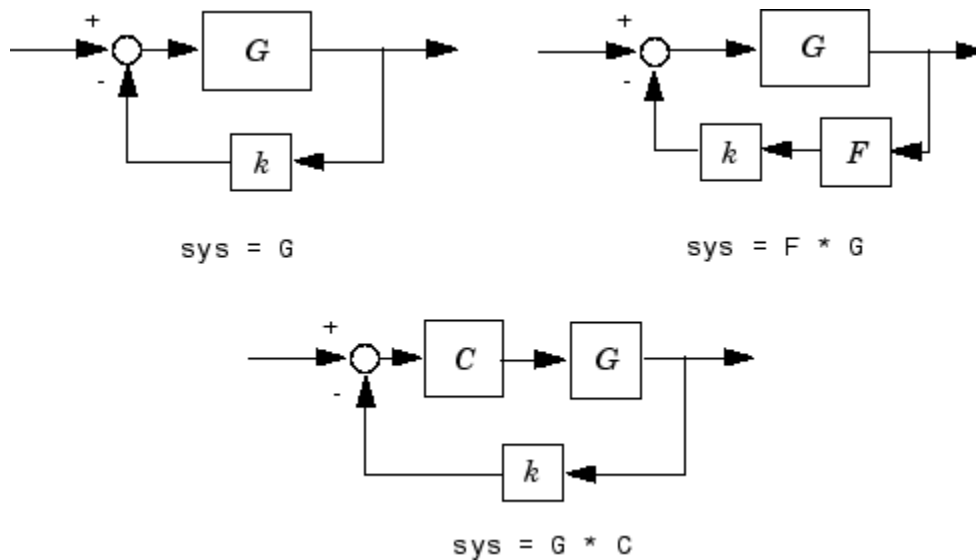 +
G
-
k
sys = G
+
G
-
k
F
sys = F * G
+
C
G
-
k
sys = G * C